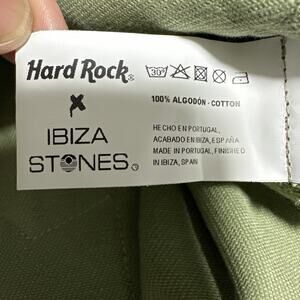 Hard Rock®
30°
X
100% ALGODÓN - COTTON
IBIZA
STONES
HECHO EN PORTUGAL,
ACABADO EN IBIZA, ESPAÑA
MADE IN PORTUGAL, FINISHED
IN IBIZA, SPAIN